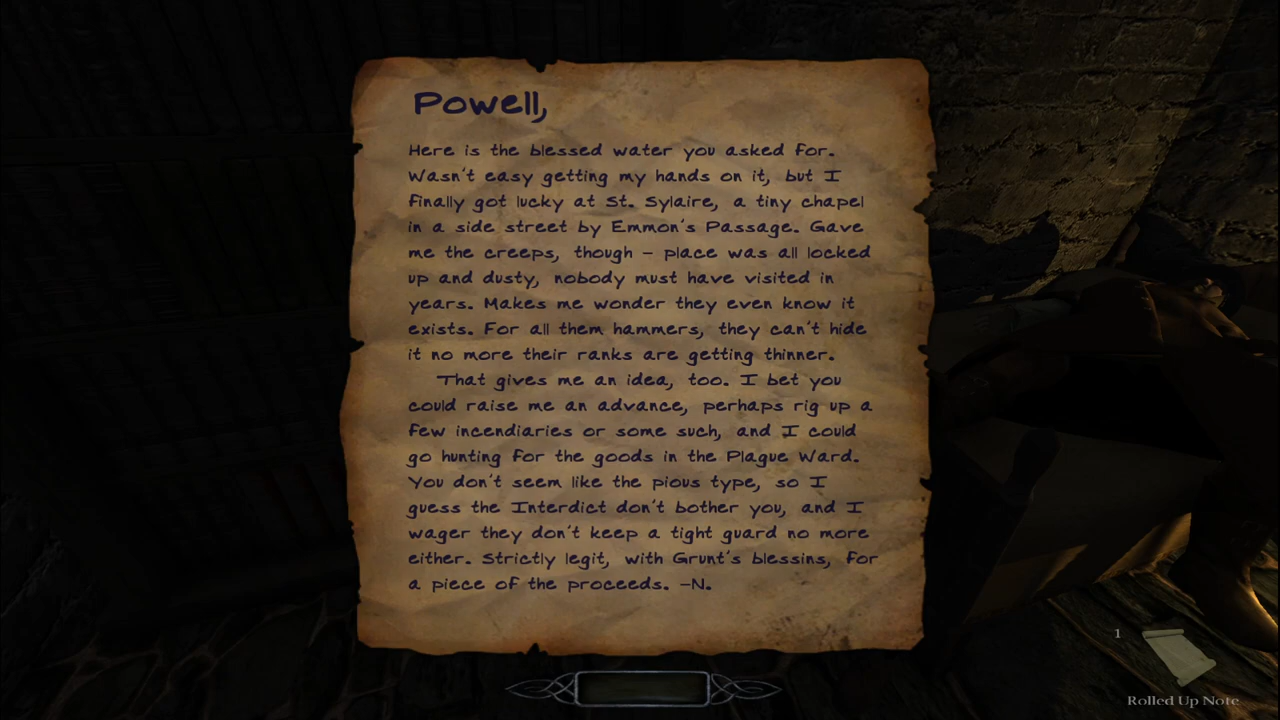 Powell,
Here is the blessed water you asked for.
Wasn't easy getting my hands on it, but I
finally got lucky at St. Sylaire, a tiny chapel
in a side street by Emmon's Passage. Gave
me the creeps, though - place was all locked
up and dusty, nobody must have visited in
years. Makes me wonder they even know it
exists. For all them hammers, they can't hide
it no more their ranks are getting thinner.
That gives me an idea, too. I bet you
could raise me an advance, perhaps rig up a
few incendiaries or some such, and I could
go hunting for the goods in the Plague Ward.
You don't seem like the pious type, so I
guess the Interdict don't bother you, and I
wager they don't keep a tight guard no more
either. Strictly legit, with Grunt's blessins, for
a piece of the proceeds. -N.
1
Rolled Up Note